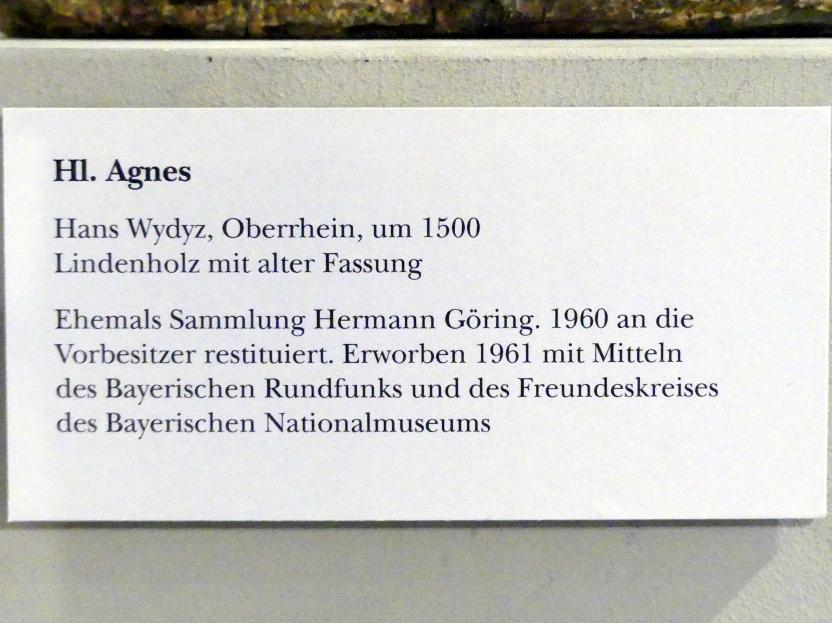 Hl. Agnes
Hans Wydyz, Oberrhein, um 1500
Lindenholz mit alter Fassung
Ehemals Sammlung Hermann Göring. 1960 an die
Vorbesitzer restituiert. Erworben 1961 mit Mitteln
des Bayerischen Rundfunks und des Freundeskreises
des Bayerischen Nationalmuseums